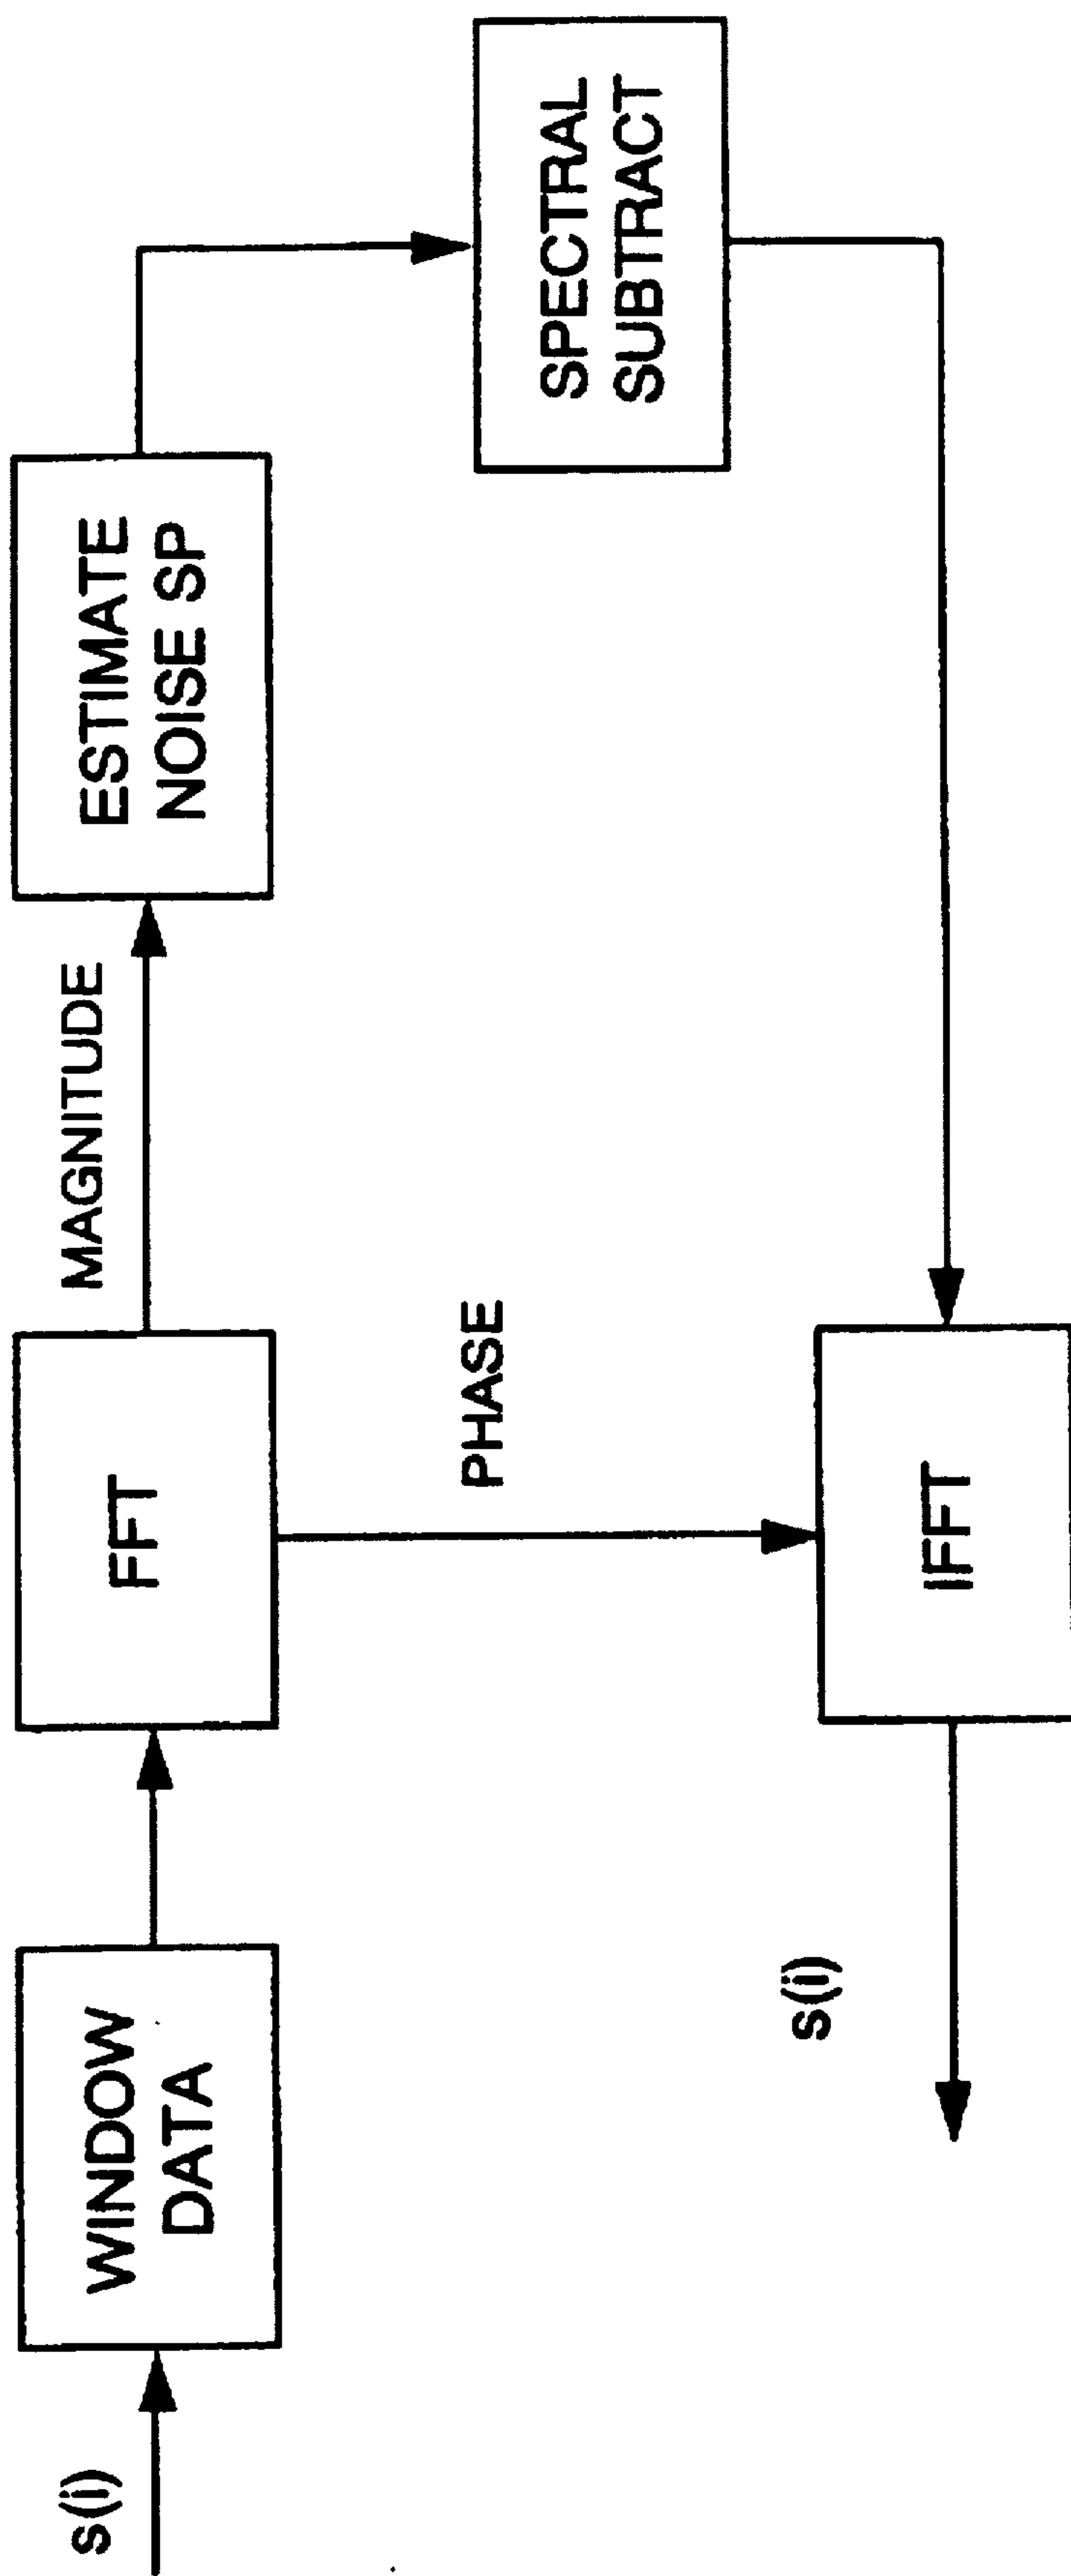 s(i)
WINDOW
DATA
FFT
MAGNITUDE
ESTIMATE
NOISE SP
PHASE
SPECTRAL
SUBTRACT
s(i)
IFFT